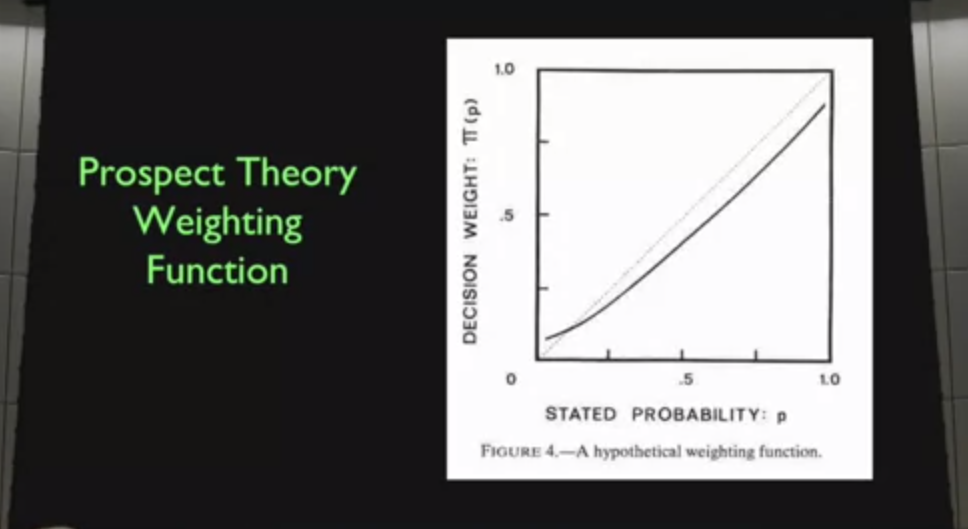 Prospect Theory
Weighting
Function
DECISION WEIGHT: π(p)
1.0
.5
0
.5
1.0
STATED PROBABILITY: p
FIGURE 4.—A hypothetical weighting function.